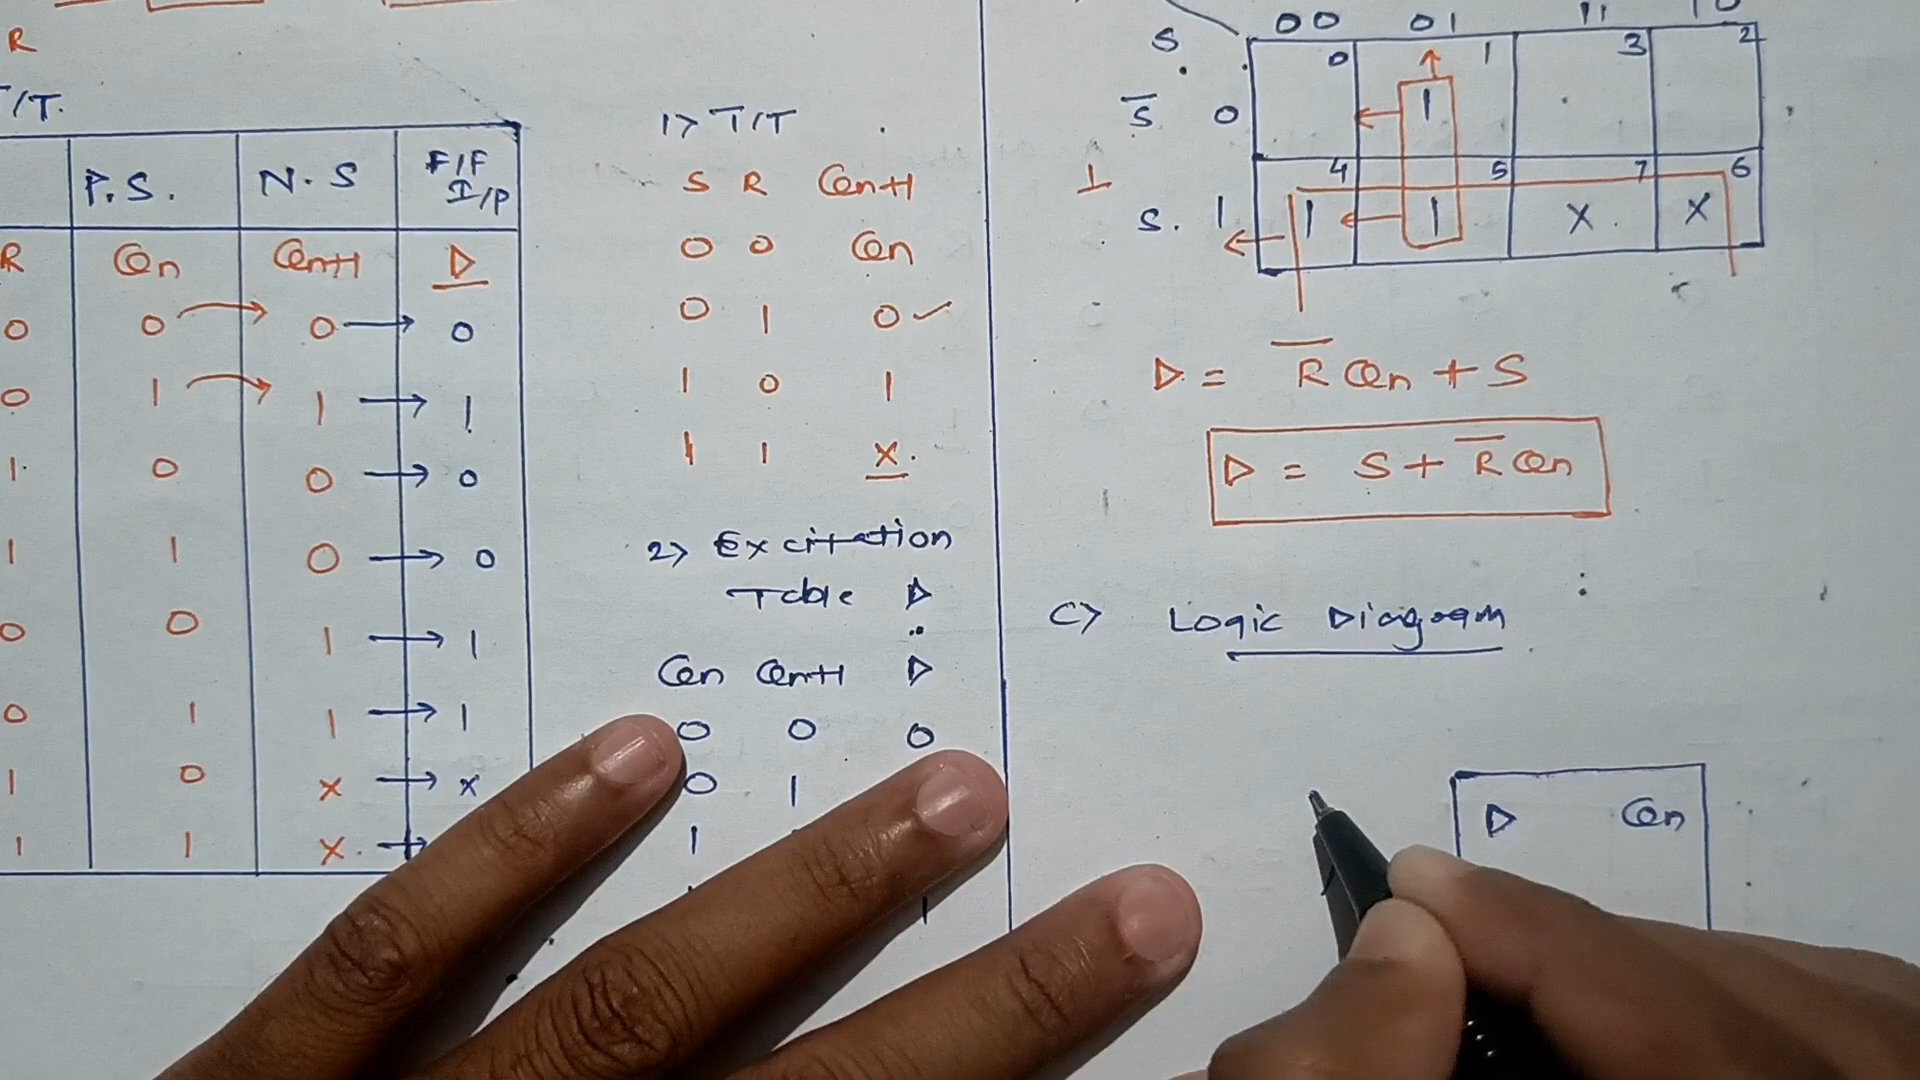 R
T/T.
P.S. N.S F/F I/P
R Qn Qn+1 D
0 0 0 → 0
0 1 1 → 1
1 0 0 → 0
1 1 0 → 0
0 0 1 → 1
0 1 1 → 1
1 0 x → x
1 1 x →
1> T/T
S R Qn+1
0 0 Qn
0 1 0 ✓
1 0 1
1 1 x
2> Excitation
Table D
Qn Qn+1 D
0 0 0
0 1
1
1
S 00 01 11 10
0 1 3 2
S̅ 0 1
4 5 7 6
S. 1 1 1 x x
D = R̅ Qn + S
D = S + R̅ Qn
C> Logic Diagram
D Qn